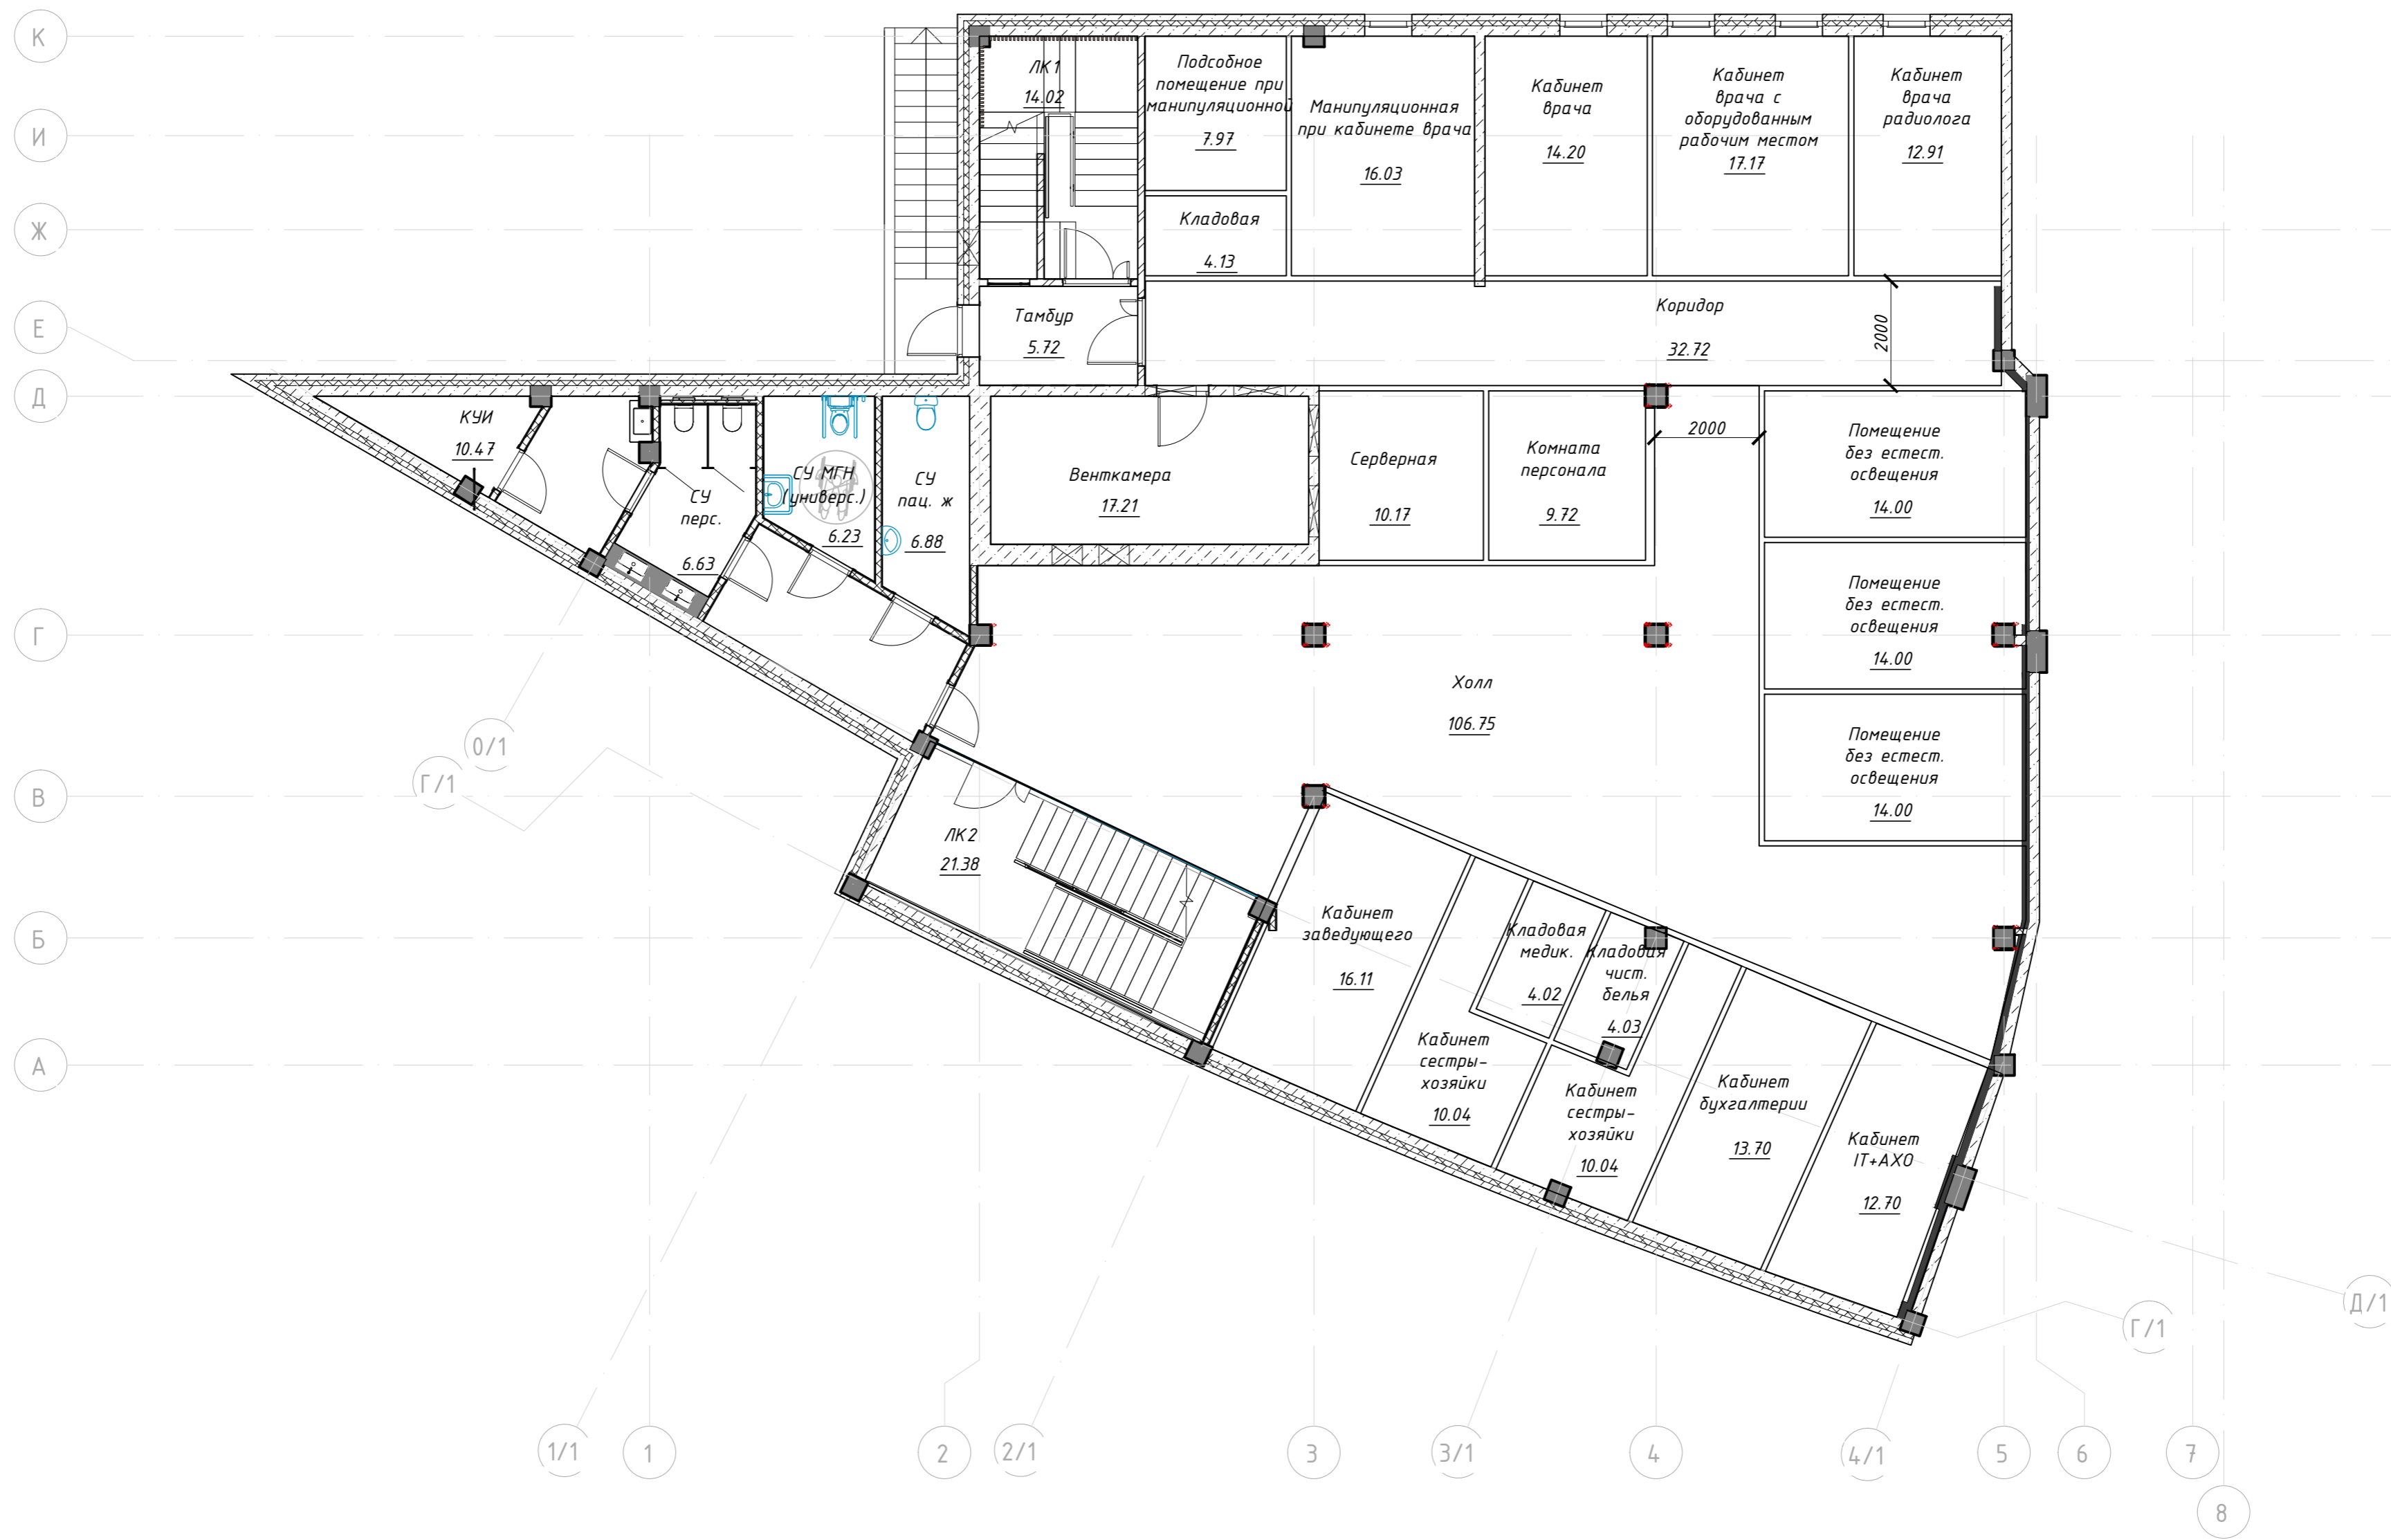 К
И
Ж
Е
Д
Г
В
Б
А
ЛК1
14.02
Подсобное
помещение при
манипуляционной
7.97
Манипуляционная
при кабинете врача
16.03
Кабинет
врача
14.20
Кабинет
врача с
оборудованным
рабочим местом
17.17
Кабинет
врача
радиолога
12.91
Кладовая
4.13
Тамбур
5.72
Коридор
32.72
2000
КУИ
10.47
СУ
перс.
6.63
СУ МГН
(универс.)
6.23
СУ
пац. ж
6.88
Венткамера
17.21
Серверная
10.17
Комната
персонала
9.72
2000
Помещение
без естест.
освещения
14.00
Помещение
без естест.
освещения
14.00
Помещение
без естест.
освещения
14.00
Холл
106.75
0/1
Г/1
ЛК2
21.38
Кабинет
заведующего
16.11
Кладовая
медик.
4.02
Кладовая
чист.
белья
4.03
Кабинет
сестры-
хозяйки
10.04
Кабинет
сестры-
хозяйки
10.04
Кабинет
бухгалтерии
13.70
Кабинет
IT+АХО
12.70
Д/1
Г/1
1/1
1
2
2/1
3
3/1
4
4/1
5
6
7
8